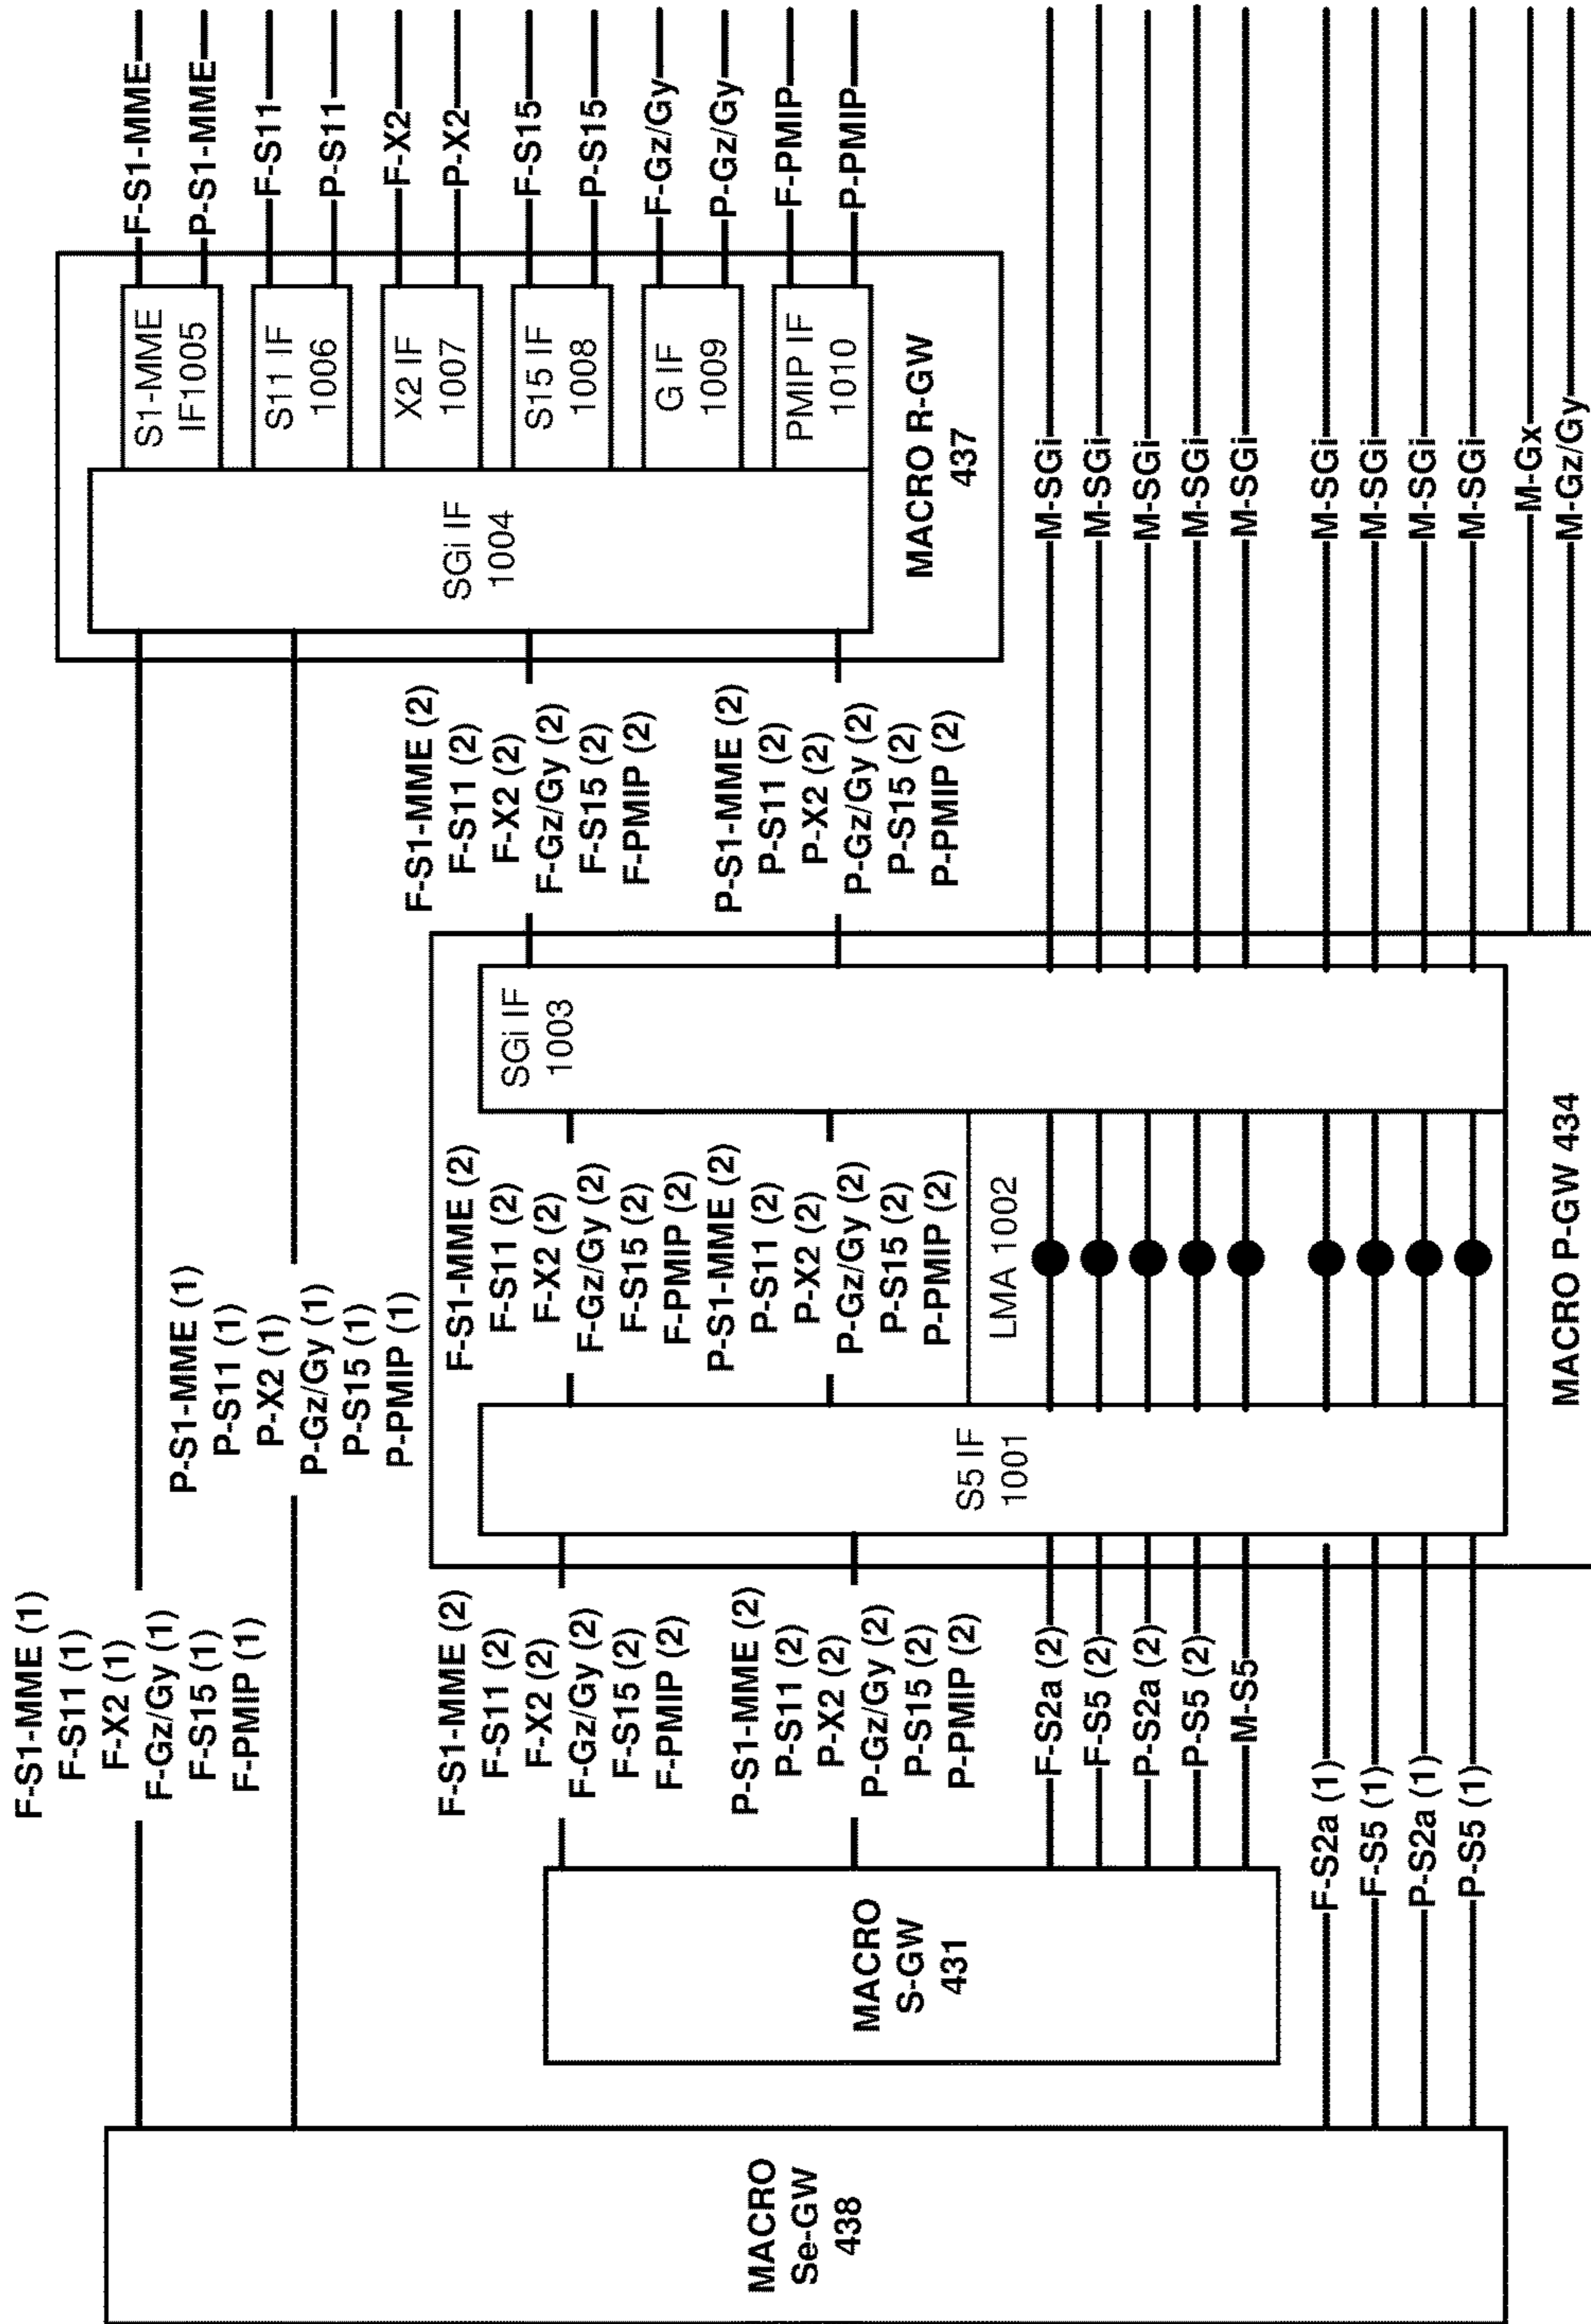 F-S1-MME (1)
F-S11 (1)
F-X2 (1)
F-Gz/Gy (1)
F-S15 (1)
F-PMIP (1)
P-S1-MME (1)
P-S11 (1)
P-X2 (1)
P-Gz/Gy (1)
P-S15 (1)
P-PMIP (1)
MACRO
Se-GW
438
MACRO
S-GW
431
F-S1-MME (2)
F-S11 (2)
F-X2 (2)
F-Gz/Gy (2)
F-S15 (2)
F-PMIP (2)
P-S1-MME (2)
P-S11 (2)
P-X2 (2)
P-Gz/Gy (2)
P-S15 (2)
P-PMIP (2)
F-S2a (2)
F-S5 (2)
P-S2a (2)
P-S5 (2)
M-S5
F-S2a (1)
F-S5 (1)
P-S2a (1)
P-S5 (1)
S5 IF
1001
F-S1-MME (2)
F-S11 (2)
F-X2 (2)
F-Gz/Gy (2)
F-S15 (2)
F-PMIP (2)
P-S1-MME (2)
P-S11 (2)
P-X2 (2)
P-Gz/Gy (2)
P-S15 (2)
P-PMIP (2)
LMA 1002
SGi IF
1003
MACRO P-GW 434
F-S1-MME (2)
F-S11 (2)
F-X2 (2)
F-Gz/Gy (2)
F-S15 (2)
F-PMIP (2)
P-S1-MME (2)
P-S11 (2)
P-X2 (2)
P-Gz/Gy (2)
P-S15 (2)
P-PMIP (2)
SGi IF
1004
S1-MME
IF1005
S11 IF
1006
X2 IF
1007
S15 IF
1008
G IF
1009
PMIP IF
1010
MACRO R-GW
437
F-S1-MME
P-S1-MME
F-S11
P-S11
F-X2
P-X2
F-S15
P-S15
F-Gz/Gy
P-Gz/Gy
F-PMIP
P-PMIP
M-SGi
M-SGi
M-SGi
M-SGi
M-SGi
M-SGi
M-SGi
M-SGi
M-SGi
M-Gx
M-Gz/Gy